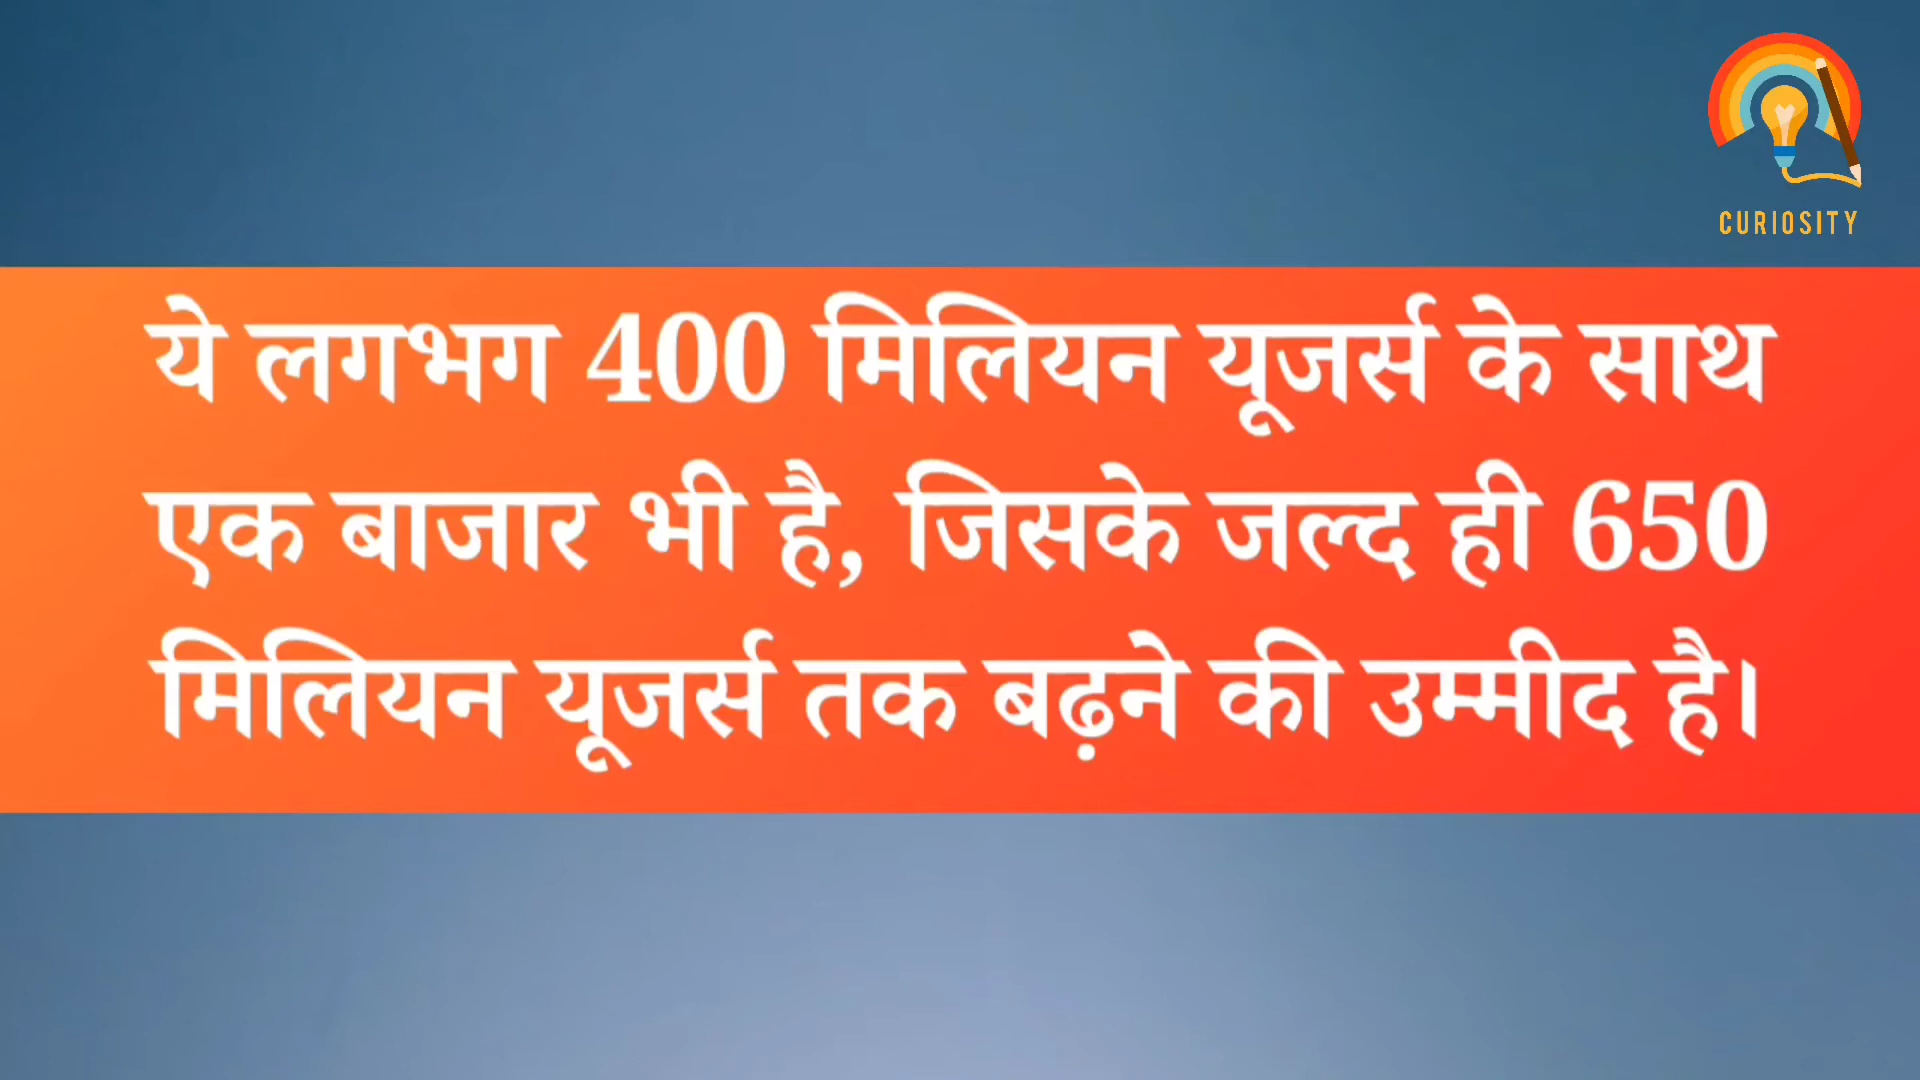 CURIOSITY
ये लगभग 400 मिलियन यूजर्स के साथ
एक बाजार भी है, जिसके जल्द ही 650
मिलियन यूजर्स तक बढ़ने की उम्मीद है।